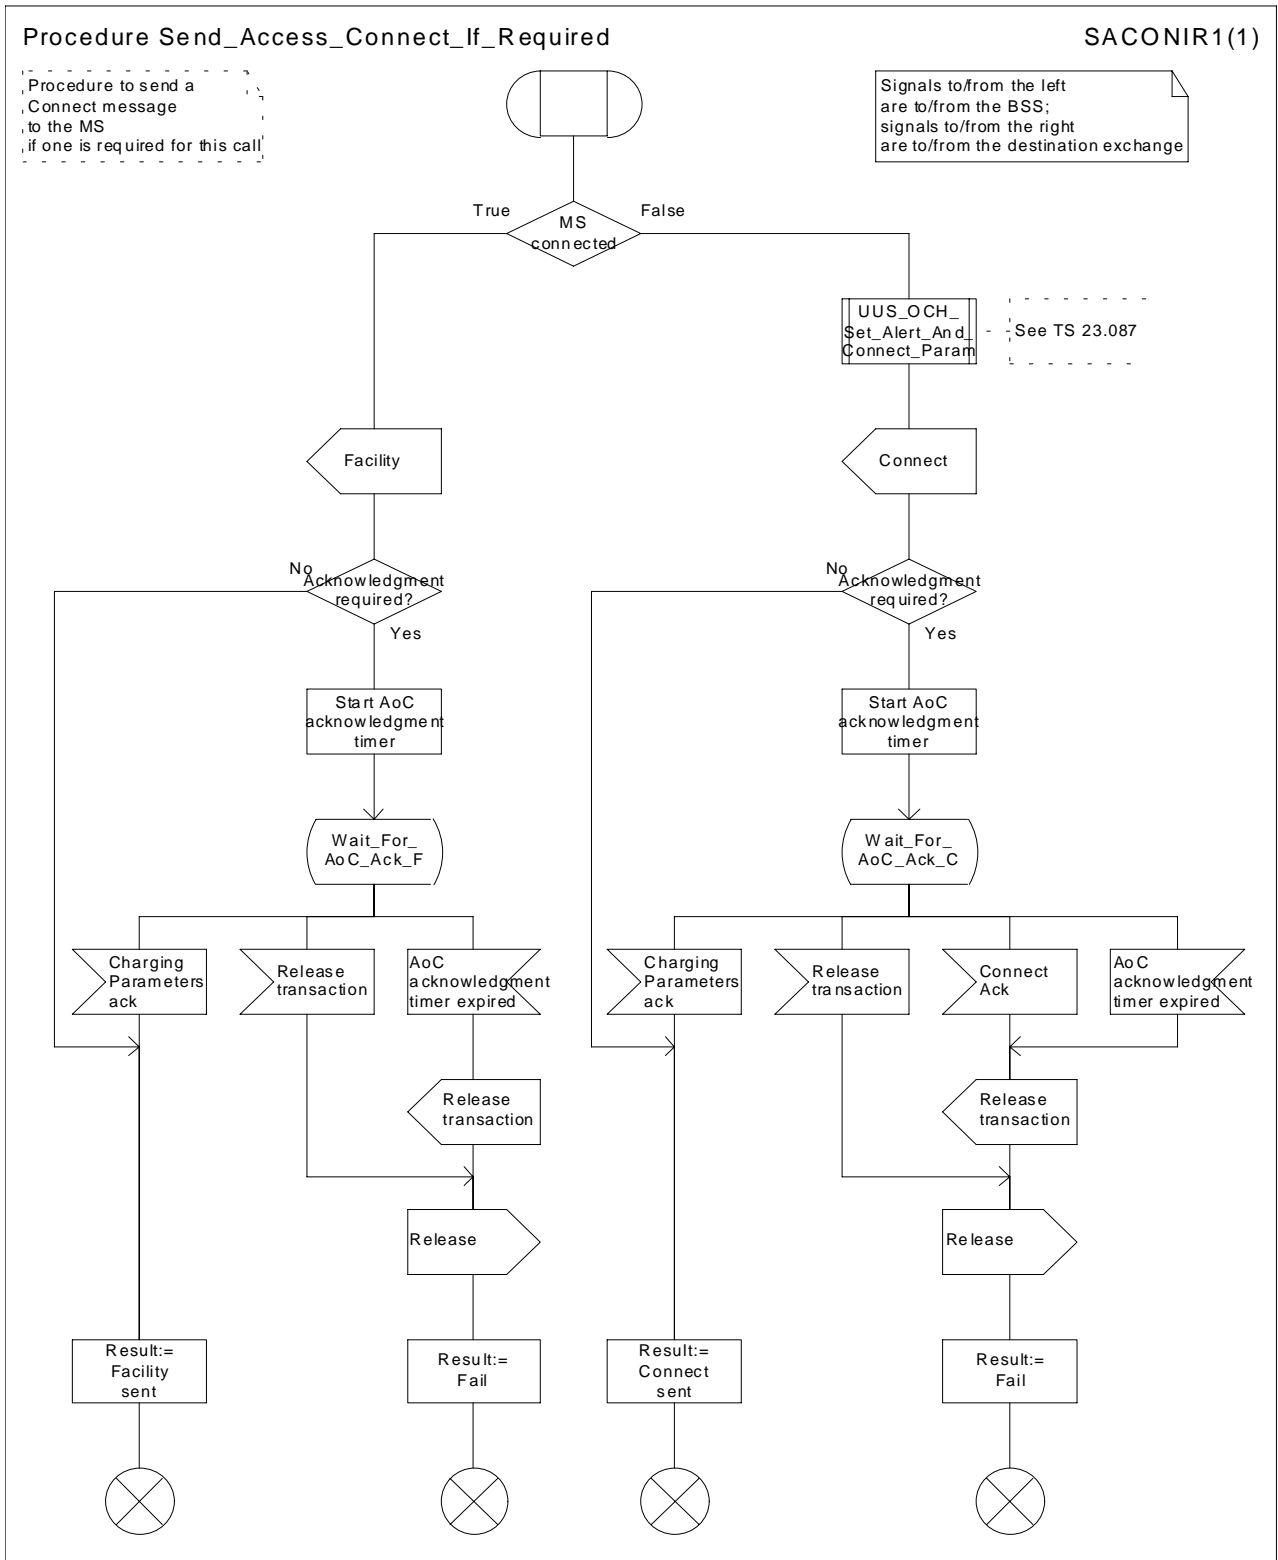 Procedure Send_Access_Connect_If_Required
SACONIR1(1)
Procedure to send a
Connect message
to the MS
if one is required for this call
Signals to/from the left
are to/from the BSS;
signals to/from the right
are to/from the destination exchange
True
MS
connected
False
UUS_OCH_
Set_Alert_And_
Connect_Param
See TS 23.087
Facility
Connect
No
Acknowledgment
required?
Yes
No
Acknowledgment
required?
Yes
Start AoC
acknowledgment
timer
Start AoC
acknowledgment
timer
Wait_For_
AoC_Ack_F
Wait_For_
AoC_Ack_C
Charging
Parameters
ack
Release
transaction
AoC
acknowledgment
timer expired
Charging
Parameters
ack
Release
transaction
Connect
Ack
AoC
acknowledgment
timer expired
Release
transaction
Release
transaction
Release
Release
Result:=
Facility
sent
Result:=
Fail
Result:=
Connect
sent
Result:=
Fail